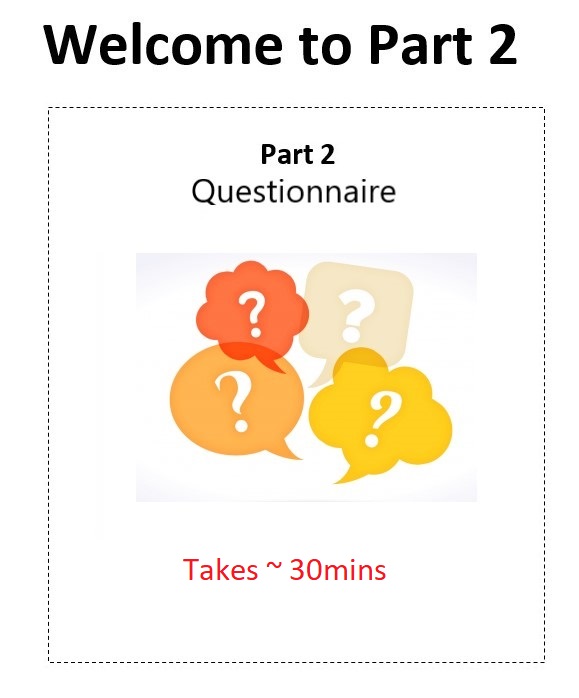 Welcome to Part 2
Part 2
Questionnaire
? ?
? ?
Takes ~ 30mins